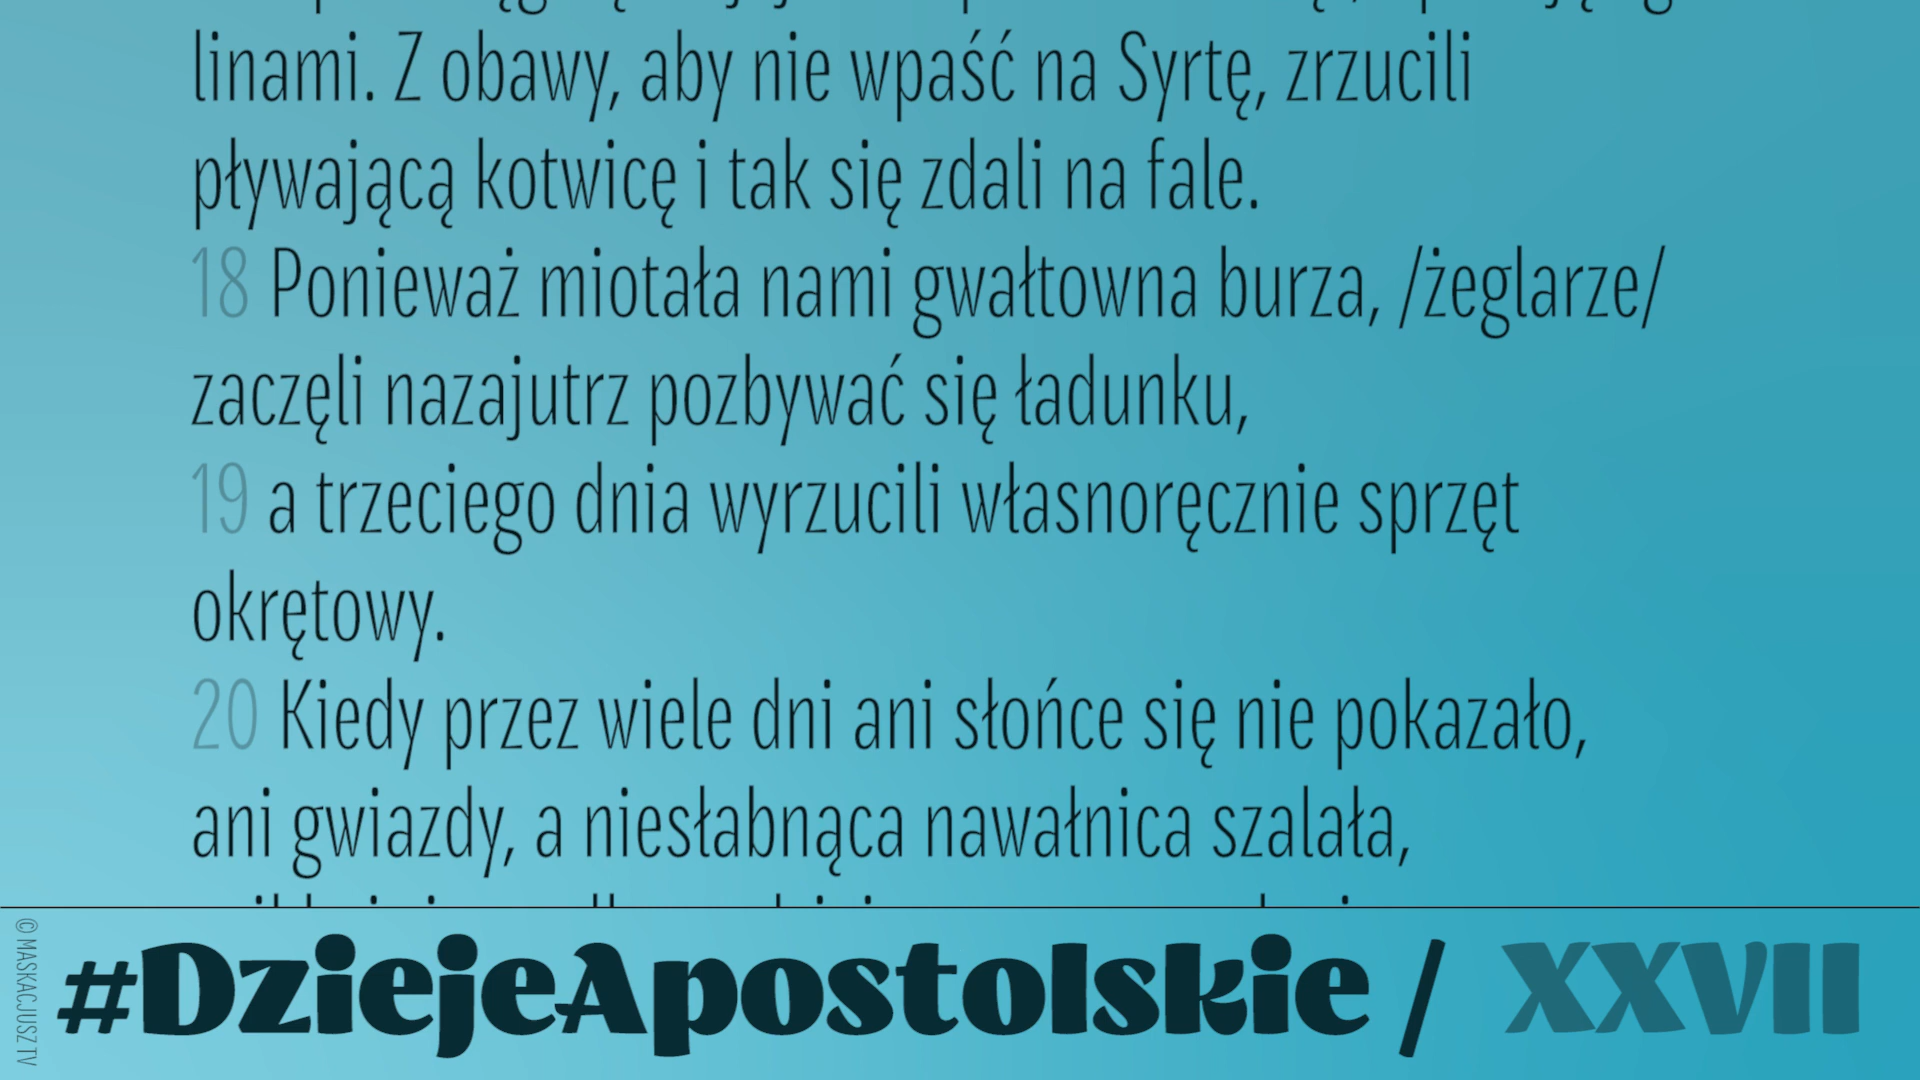 linami. Z obawy, aby nie wpaść na Syrtę, zrzucili
pływającą kotwicę i tak się zdali na fale.
18 Ponieważ miotała nami gwałtowna burza, /żeglarze/
zaczęli nazajutrz pozbywać się ładunku,
19 a trzeciego dnia wyrzucili własnoręcznie sprzęt
okrętowy.
20 Kiedy przez wiele dni ani słońce się nie pokazało,
ani gwiazdy, a niesłabnąca nawałnica szalała,
#DziejeApostolskie / XXVII
© MASKACJUSZ TV